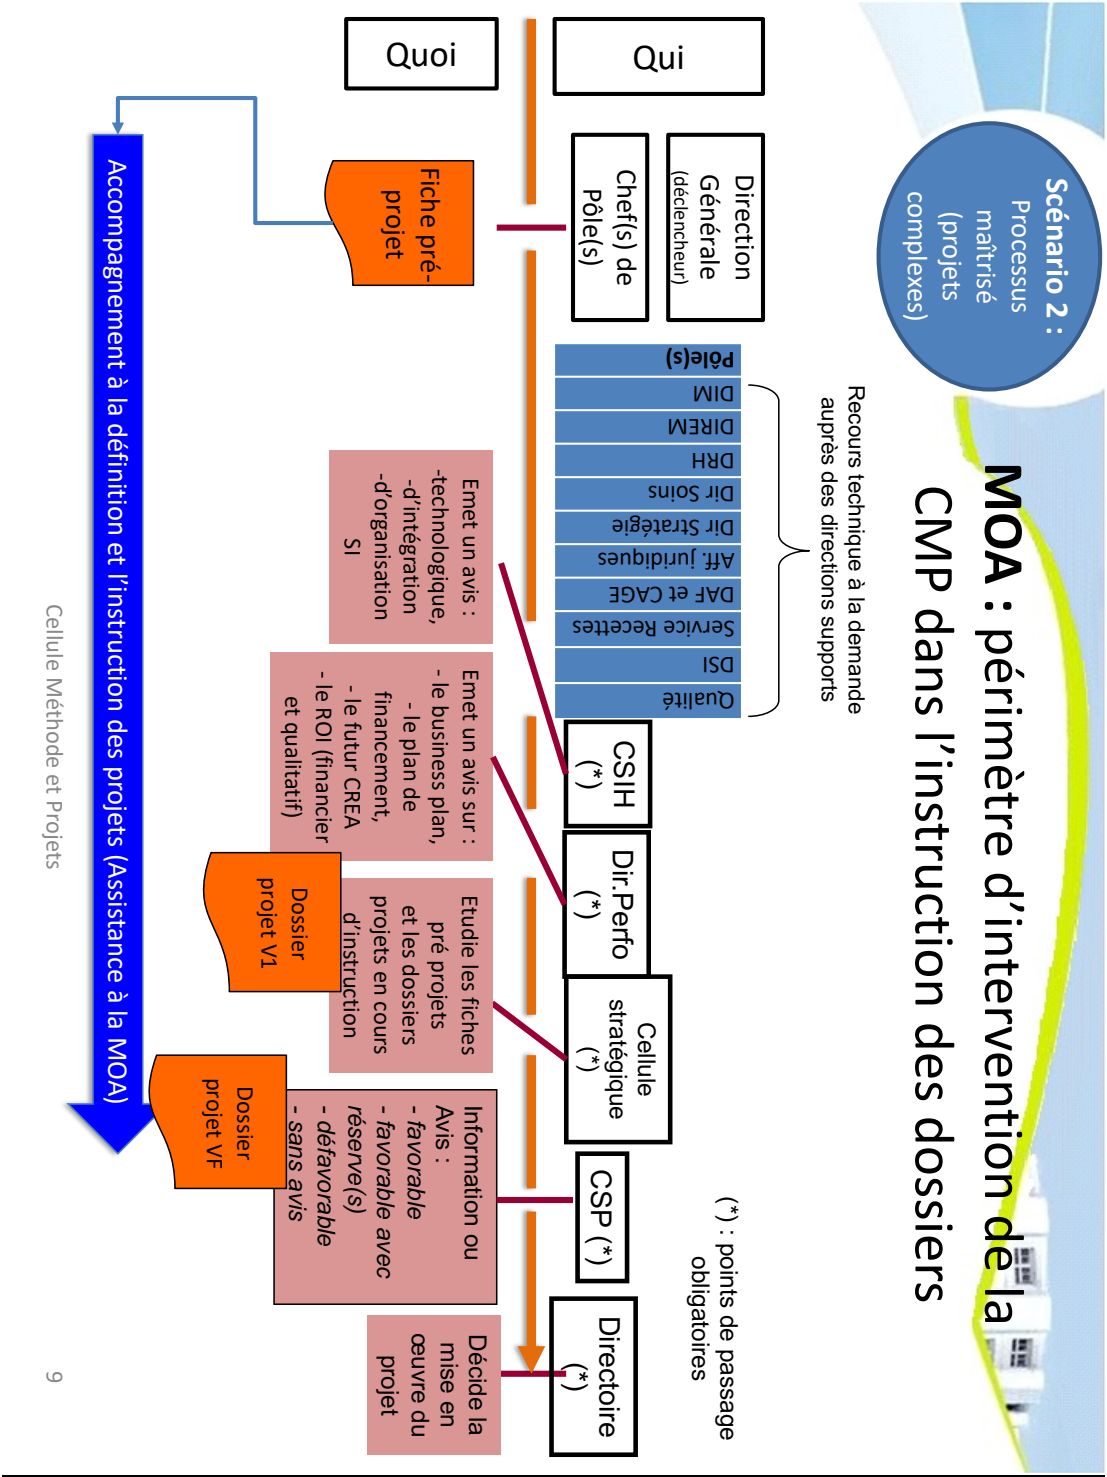 Scénario 2 :
Processus
maîtrisé
(projets
complexes)
MOA : périmètre d’intervention de la
CMP dans l’instruction des dossiers
Recours technique à la demande
auprès des directions supports
(*) : points de passage
obligatoires
Qui
Direction
Générale
(déclencheur)
Chef(s) de
Pôle(s)
Pôle(s)
DIM
DIREM
DRH
Dir Soins
Dir Stratégie
Aff. juridiques
DAF et CAGE
Service Recettes
DSI
Qualité
CSIH
(*)
Dir.Perfo
(*)
Cellule
stratégique
(*)
CSP (*)
Directoire
(*)
Quoi
Fiche pré-
projet
Emet un avis :
-technologique,
-d’intégration
-d’organisation
SI
Emet un avis sur :
- le business plan,
- le plan de
financement,
- le futur CREA
- le ROI (financier
et qualitatif)
Etudie les fiches
pré projets
et les dossiers
projets en cours
d’instruction
Dossier
projet V1
Information ou
Avis :
- favorable
- favorable avec
réserve(s)
- défavorable
- sans avis
Dossier
projet VF
Décide la
mise en
œuvre du
projet
Accompagnement à la définition et l’instruction des projets (Assistance à la MOA)
Cellule Méthode et Projets
9